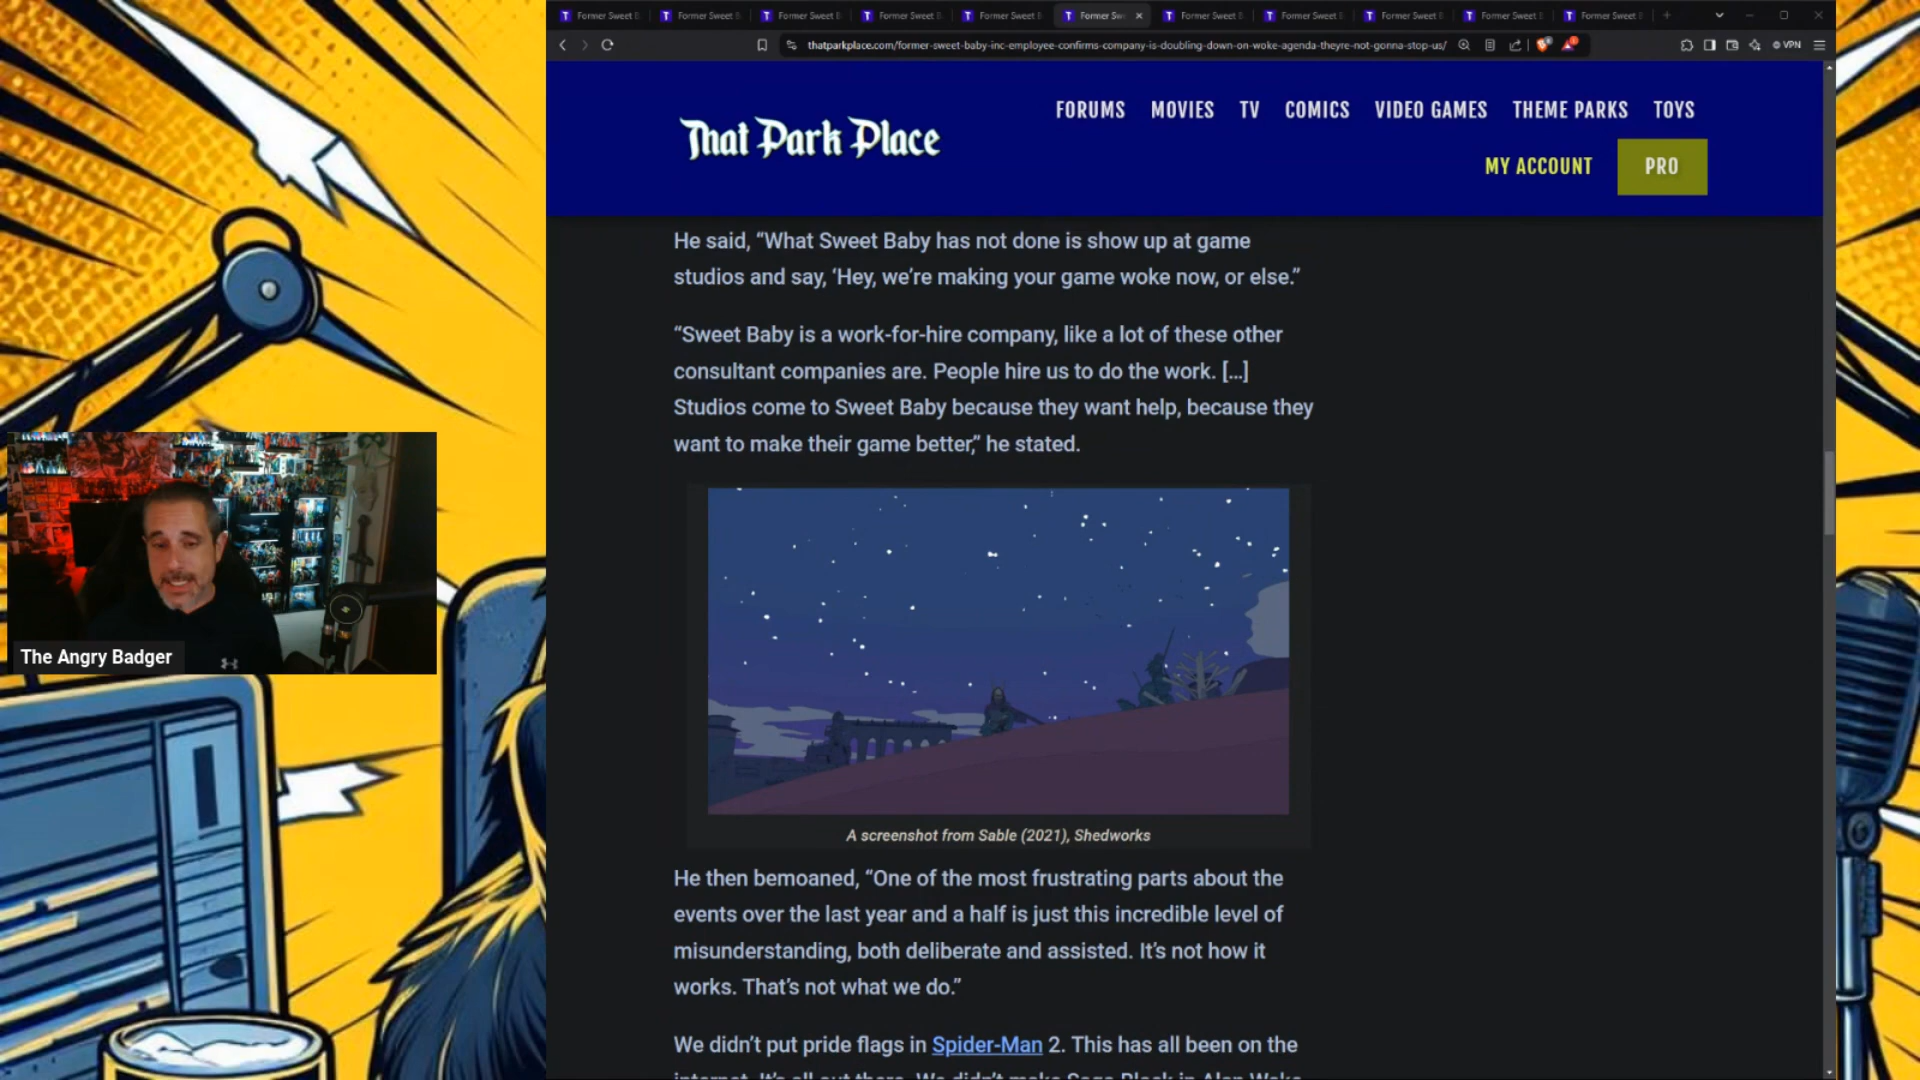 Former Sweet B
Former Sweet B
Former Sweet B
Former Sweet B
Former Sweet B
Former Sw
Former Sweet B
Former Sweet B
Former Sweet B
Former Sweet B
Former Sweet B
thatparkplace.com/former-sweet-baby-inc-employee-confirms-company-is-doubling-down-on-woke-agenda-theyre-not-gonna-stop-us/
VPN
That Park Place
FORUMS MOVIES TV COMICS VIDEO GAMES THEME PARKS TOYS
MY ACCOUNT PRO
He said, “What Sweet Baby has not done is show up at game
studios and say, ‘Hey, we’re making your game woke now, or else.”
“Sweet Baby is a work-for-hire company, like a lot of these other
consultant companies are. People hire us to do the work. […]
Studios come to Sweet Baby because they want help, because they
want to make their game better,” he stated.
A screenshot from Sable (2021), Shedworks
He then bemoaned, “One of the most frustrating parts about the
events over the last year and a half is just this incredible level of
misunderstanding, both deliberate and assisted. It’s not how it
works. That’s not what we do.”
We didn’t put pride flags in Spider-Man 2. This has all been on the
internet. It’s all out there. We didn’t make Saga Black in Alan Wake
The Angry Badger